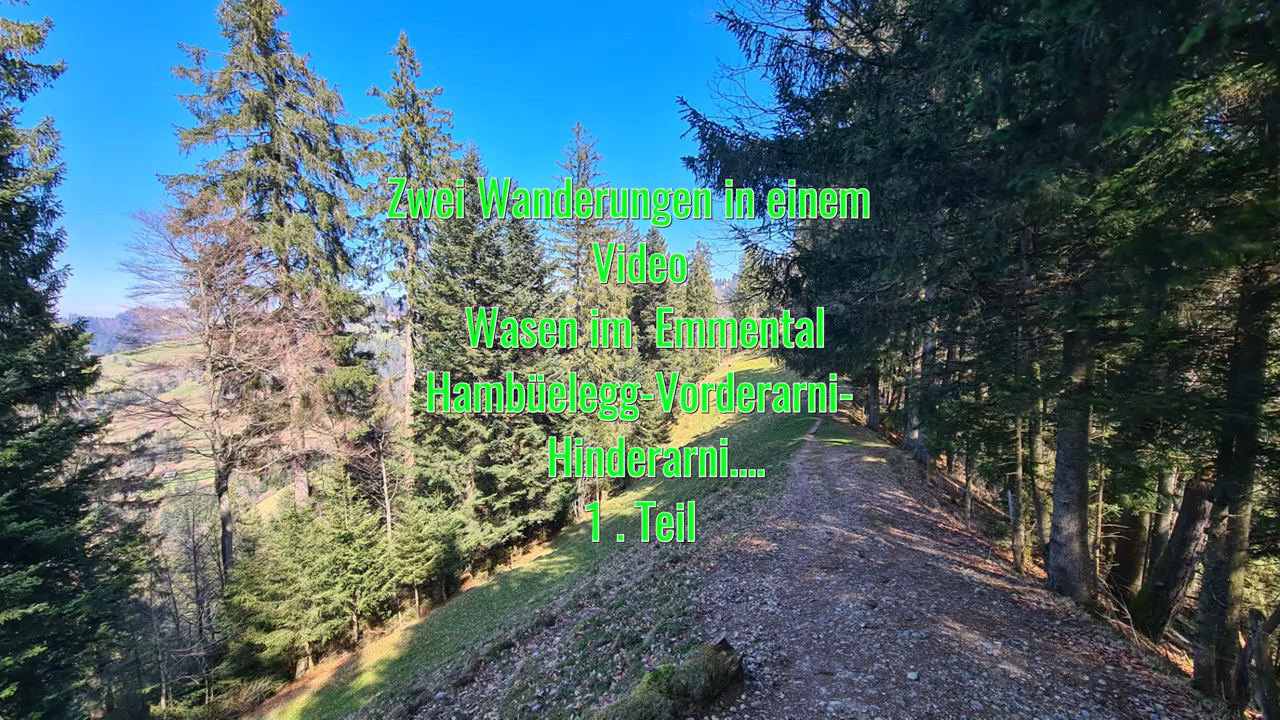 Zwei Wanderungen in einem
Video
Wasen im  Emmental
Hambüelegg-Vorderarni-
Hinderarni....
1 . Teil